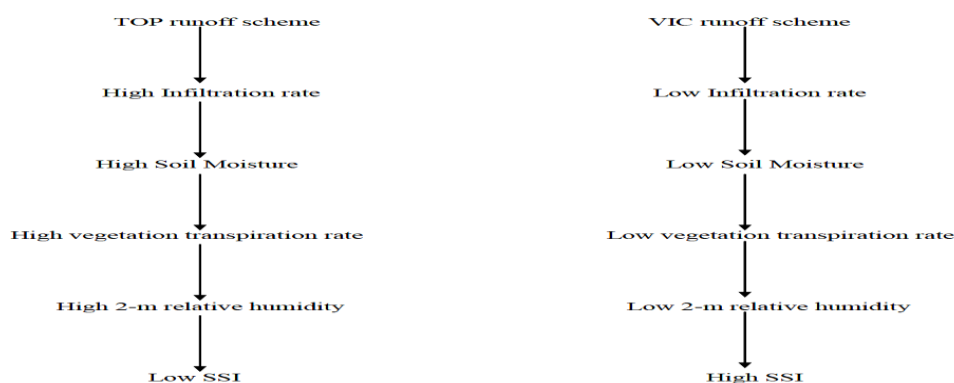 TOP runoff scheme
High Infiltration rate
High Soil Moisture
High vegetation transpiration rate
High 2-m relative humidity
Low SSI
VIC runoff scheme
Low Infiltration rate
Low Soil Moisture
Low vegetation transpiration rate
Low 2-m relative humidity
High SSI